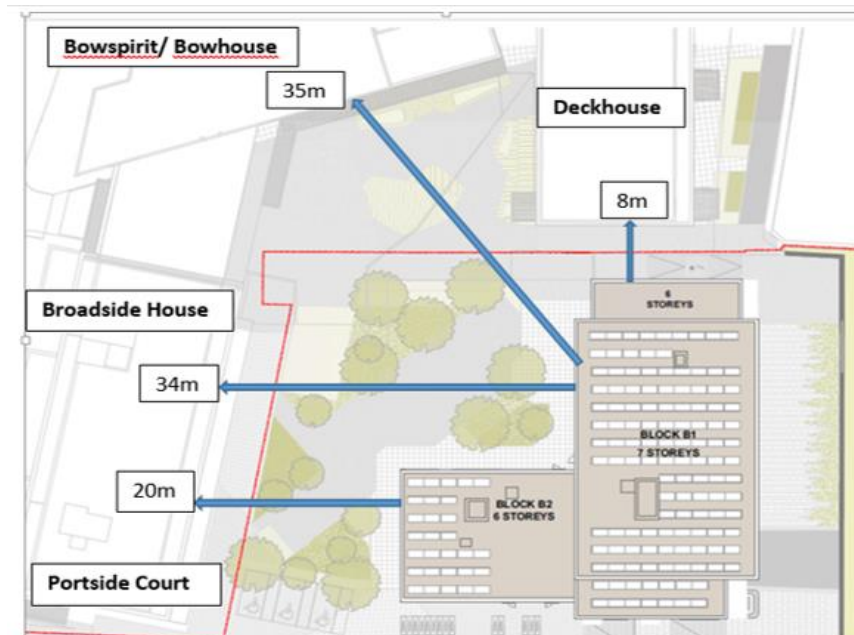 Bowspirit/ Bowhouse
35m
Deckhouse
8m
6
STOREYS
Broadside House
34m
BLOCK B1
7 STOREYS
20m
BLOCK B2
6 STOREYS
Portside Court